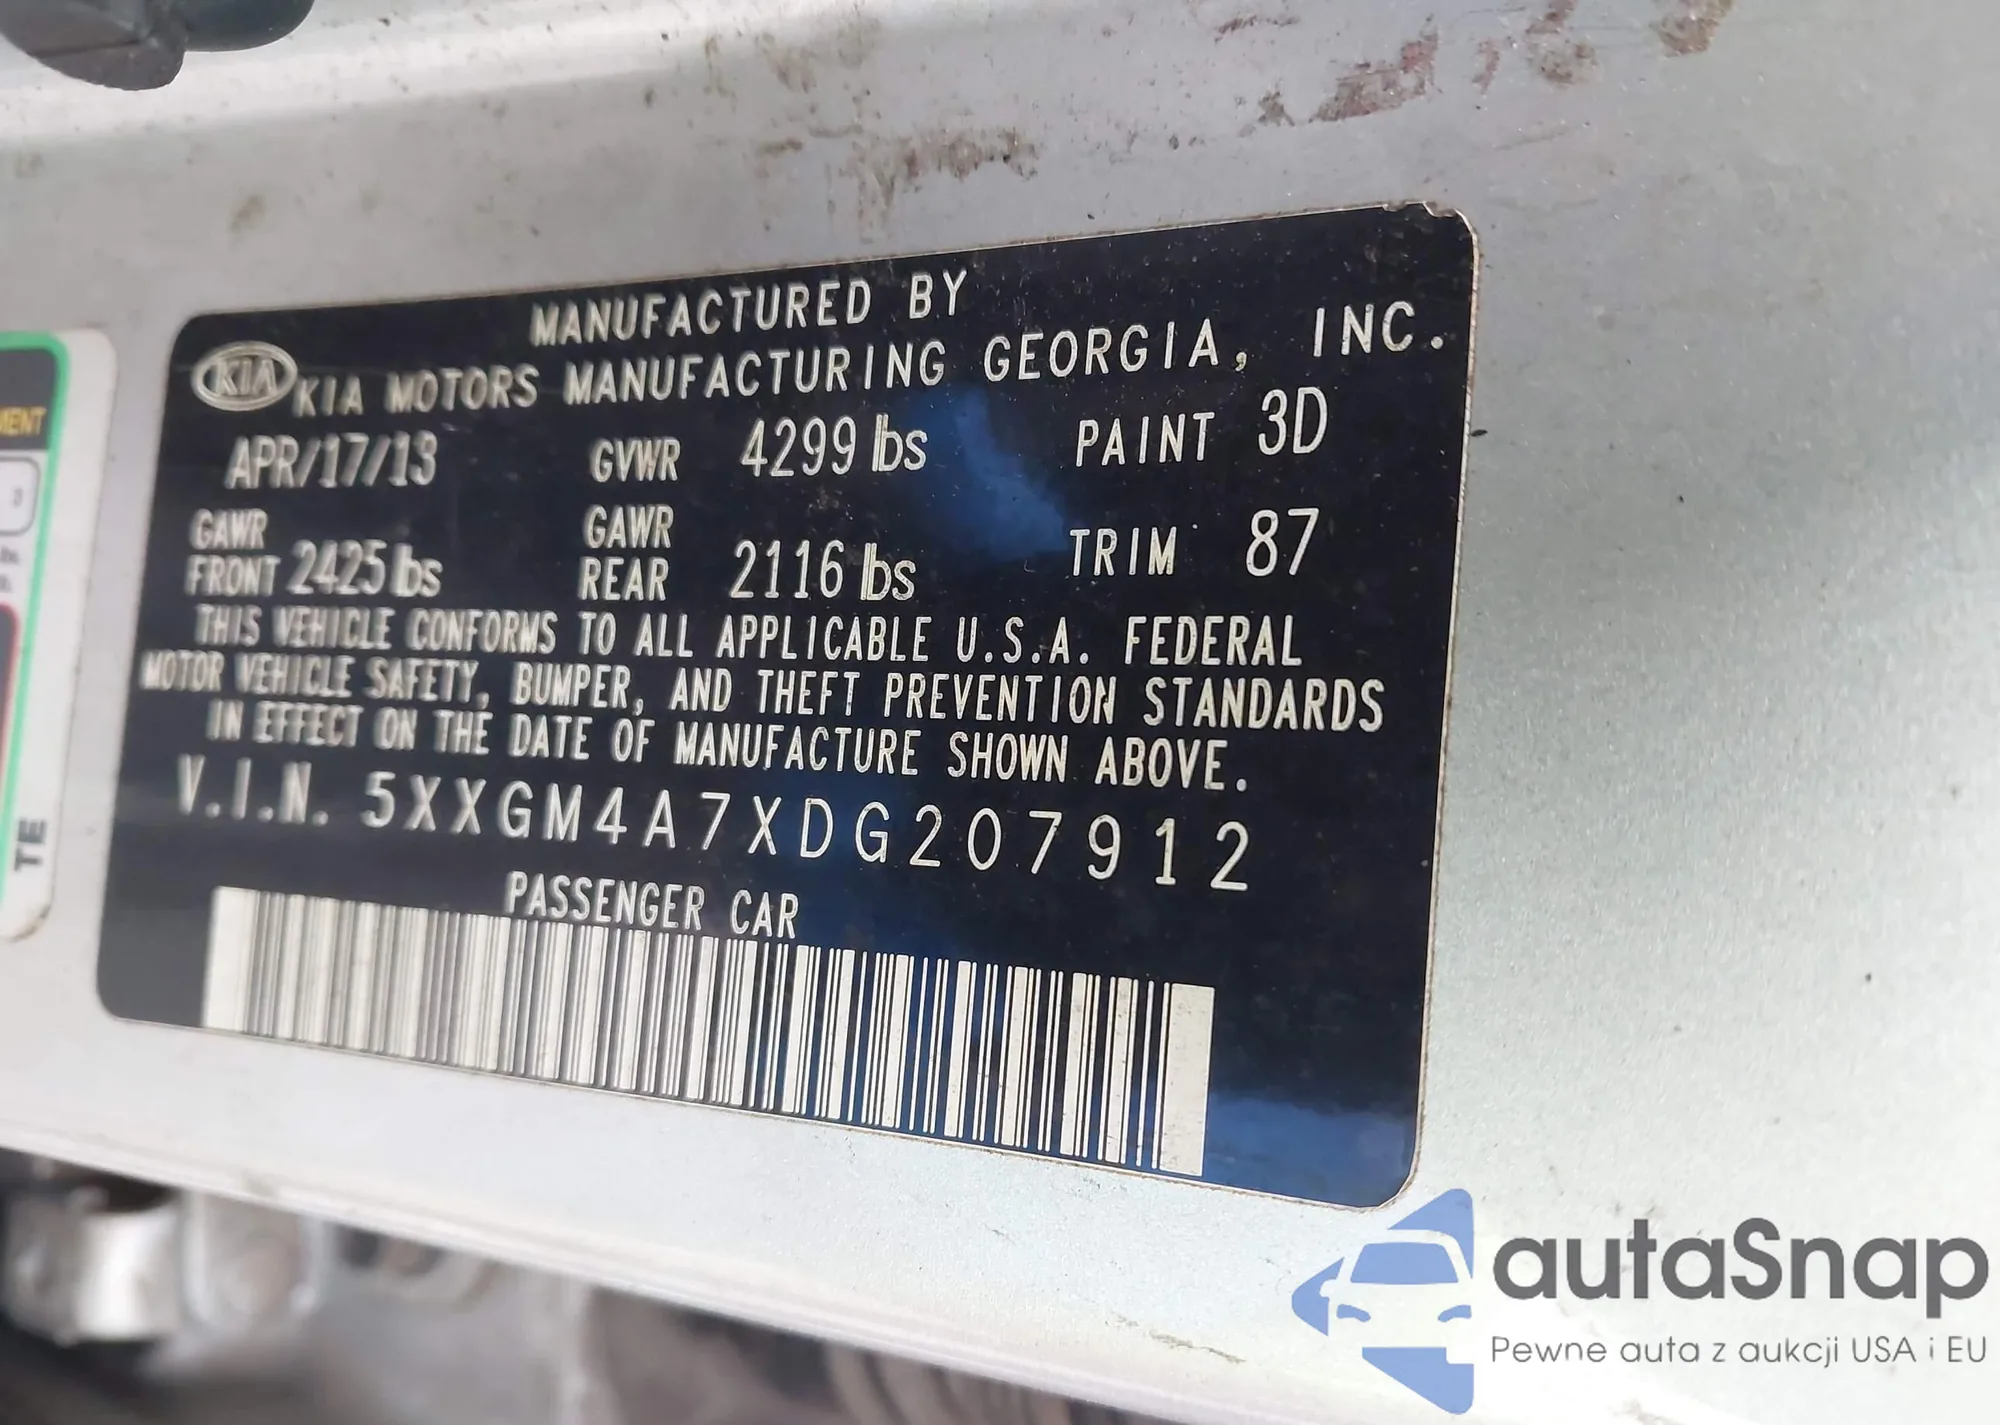 MANUFACTURED BY
KIA KIA MOTORS MANUFACTURING GEORGIA, INC.
APR/17/13 GVWR 4299 lbs PAINT 3D
GAWR FRONT 2425 lbs GAWR REAR 2116 lbs TRIM 87
THIS VEHICLE CONFORMS TO ALL APPLICABLE U.S.A. FEDERAL
MOTOR VEHICLE SAFETY, BUMPER, AND THEFT PREVENTION STANDARDS
IN EFFECT ON THE DATE OF MANUFACTURE SHOWN ABOVE.
V.I.N. 5XXGM4A7XDG207912
PASSENGER CAR
TE
autaSnap
Pewne auta z aukcji USA i EU